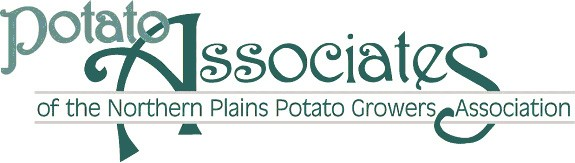 Potato
Associates
of the Northern Plains Potato Growers Association